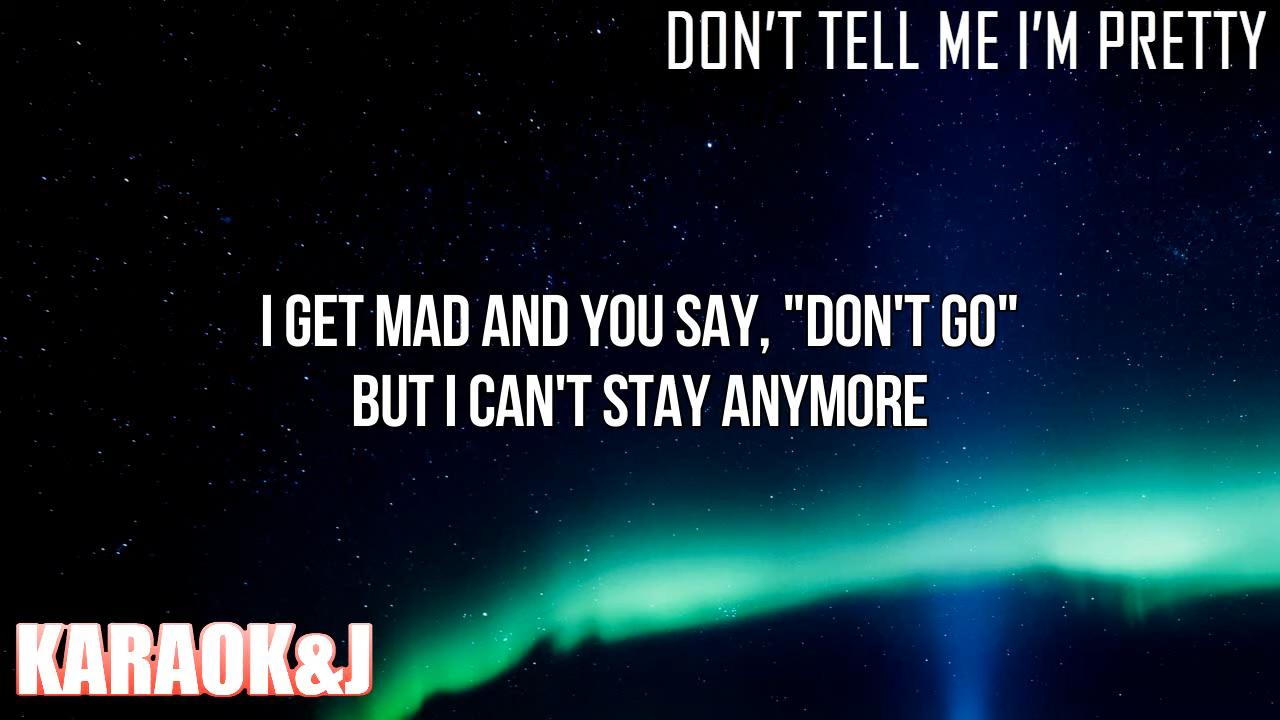 DON’T TELL ME I’M PRETTY
I GET MAD AND YOU SAY, "DON'T GO"
BUT I CAN'T STAY ANYMORE
KARAOK&J